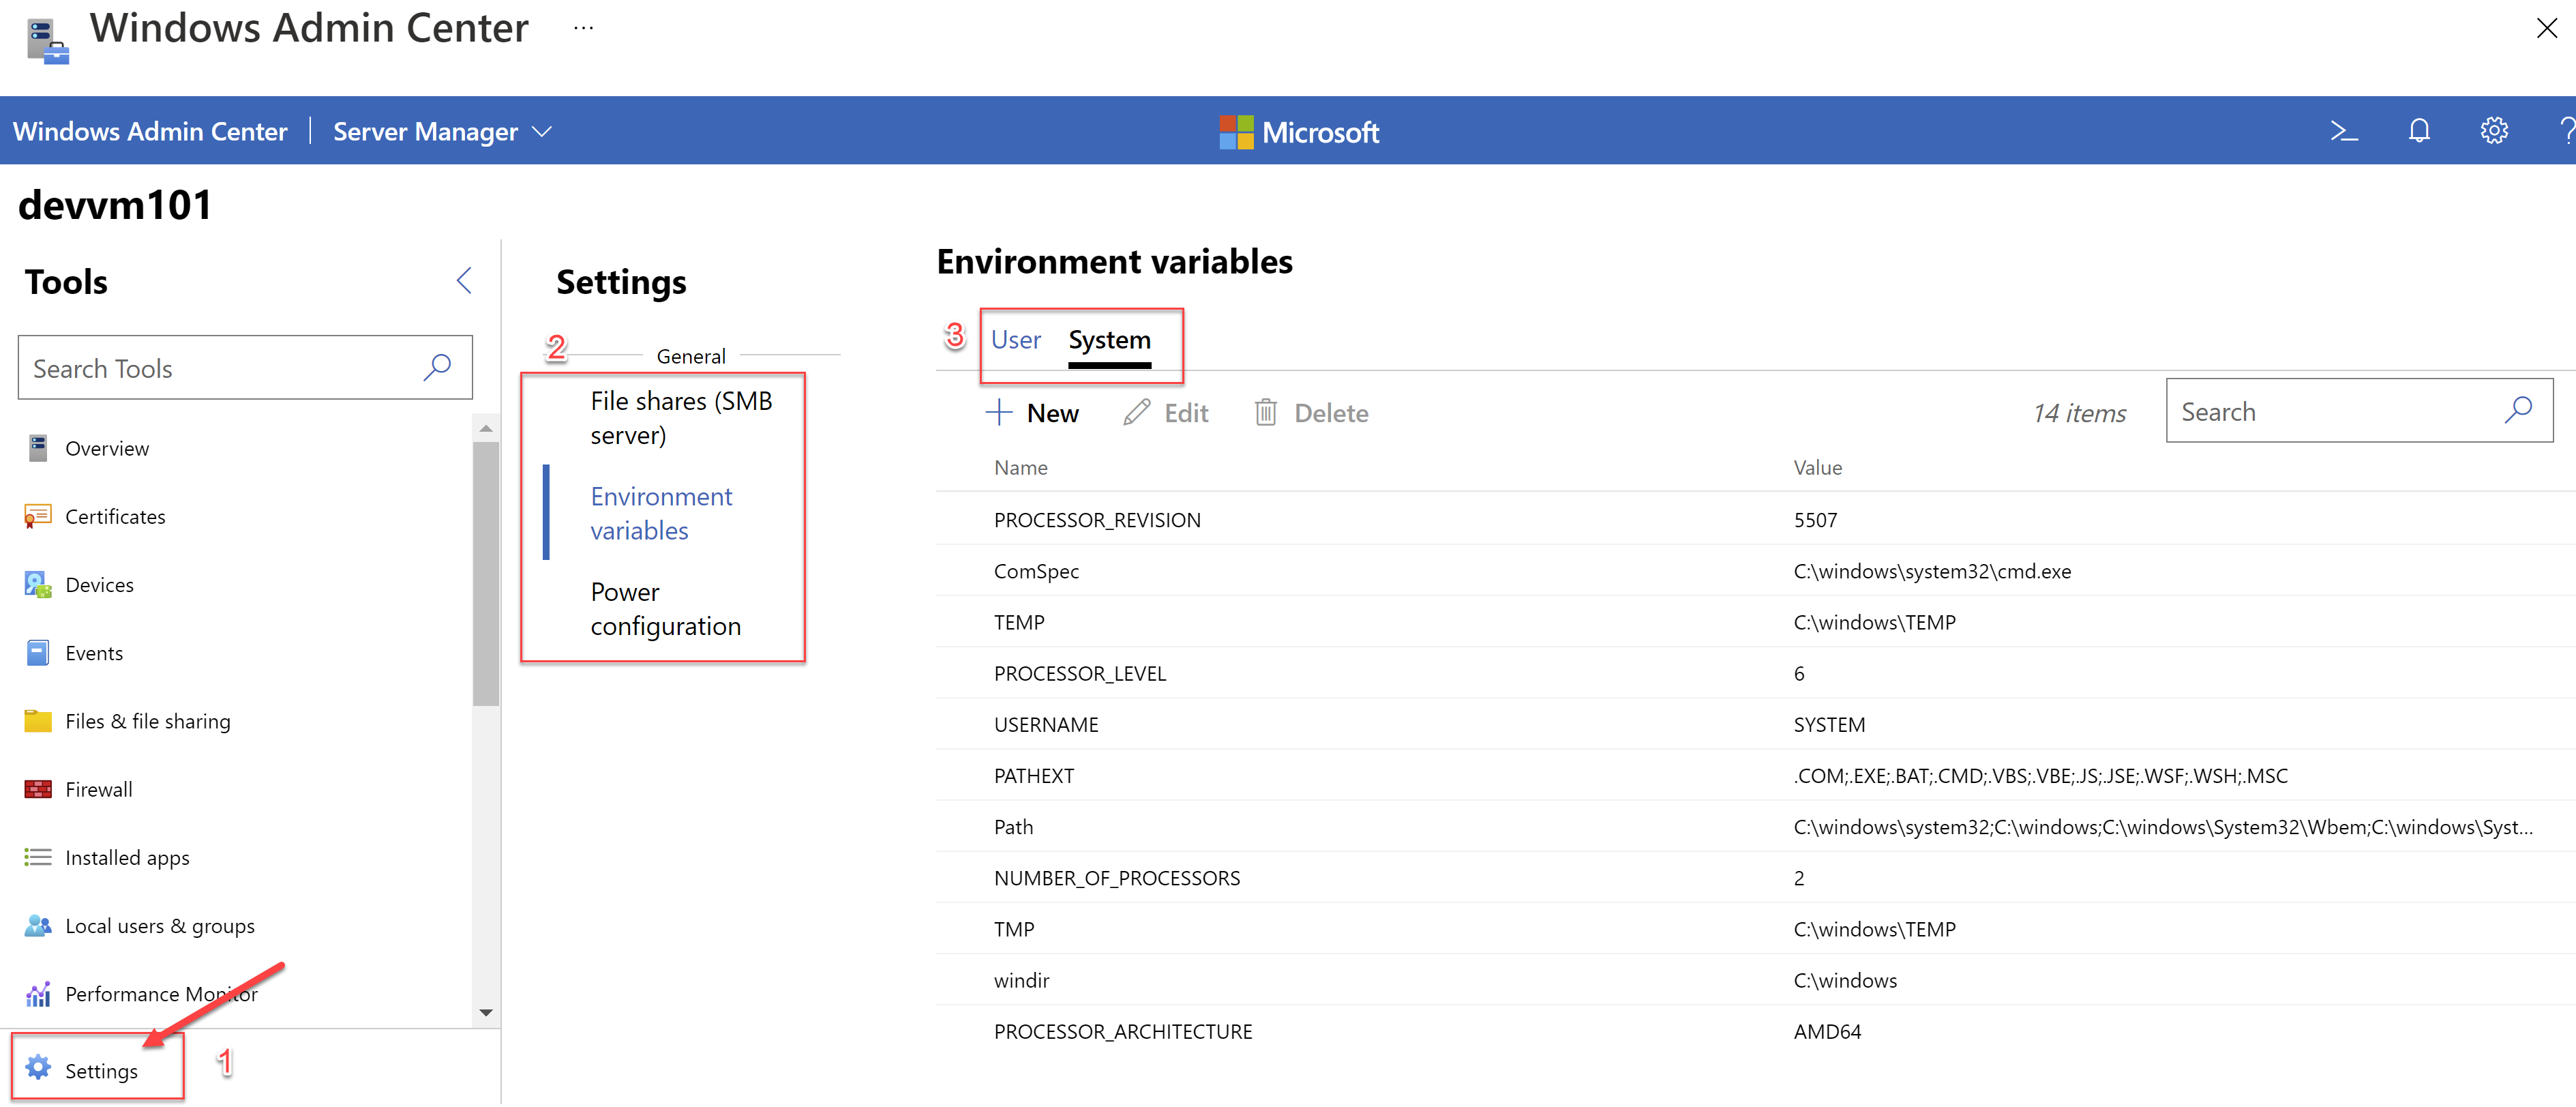 Windows Admin Center ...
Windows Admin Center | Server Manager
Microsoft
?
devvm101
Tools
Search Tools
Overview
Certificates
Devices
Events
Files & file sharing
Firewall
Installed apps
Local users & groups
Performance Monitor
Settings
1
Settings
2
General
File shares (SMB
server)
Environment
variables
Power
configuration
Environment variables
3
User System
New Edit Delete
14 items
Search
Name Value
PROCESSOR_REVISION 5507
ComSpec C:\windows\system32\cmd.exe
TEMP C:\windows\TEMP
PROCESSOR_LEVEL 6
USERNAME SYSTEM
PATHEXT .COM;.EXE;.BAT;.CMD;.VBS;.VBE;.JS;.JSE;.WSF;.WSH;.MSC
Path C:\windows\system32;C:\windows;C:\windows\System32\Wbem;C:\windows\Syst...
NUMBER_OF_PROCESSORS 2
TMP C:\windows\TEMP
windir C:\windows
PROCESSOR_ARCHITECTURE AMD64